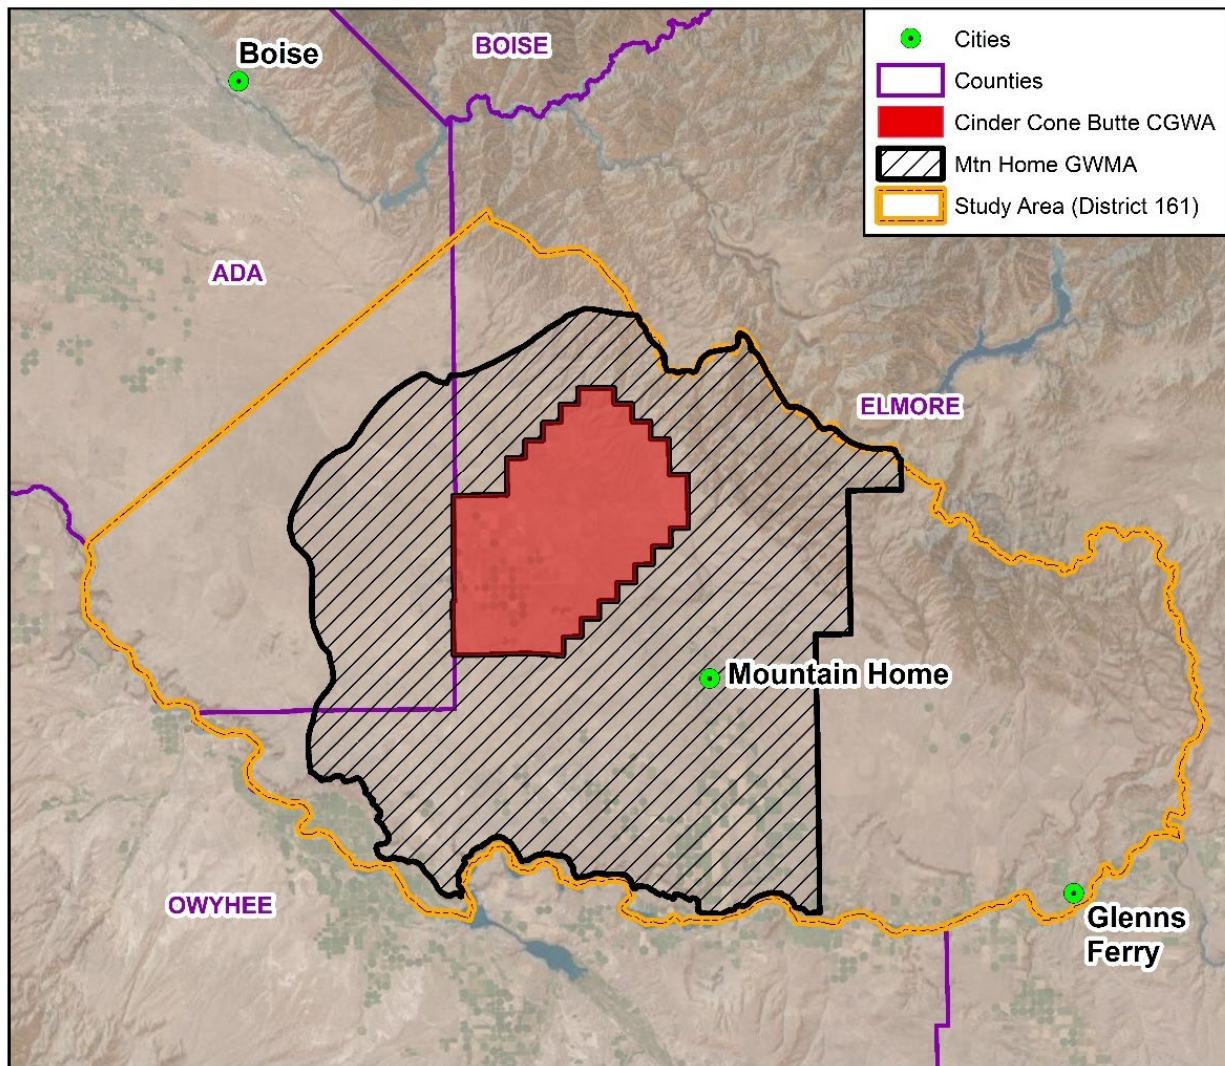 Boise
BOISE
Cities
Counties
Cinder Cone Butte CGWA
Mtn Home GWMA
Study Area (District 161)
ADA
ELMORE
Mountain Home
OWYHEE
Glenns
Ferry